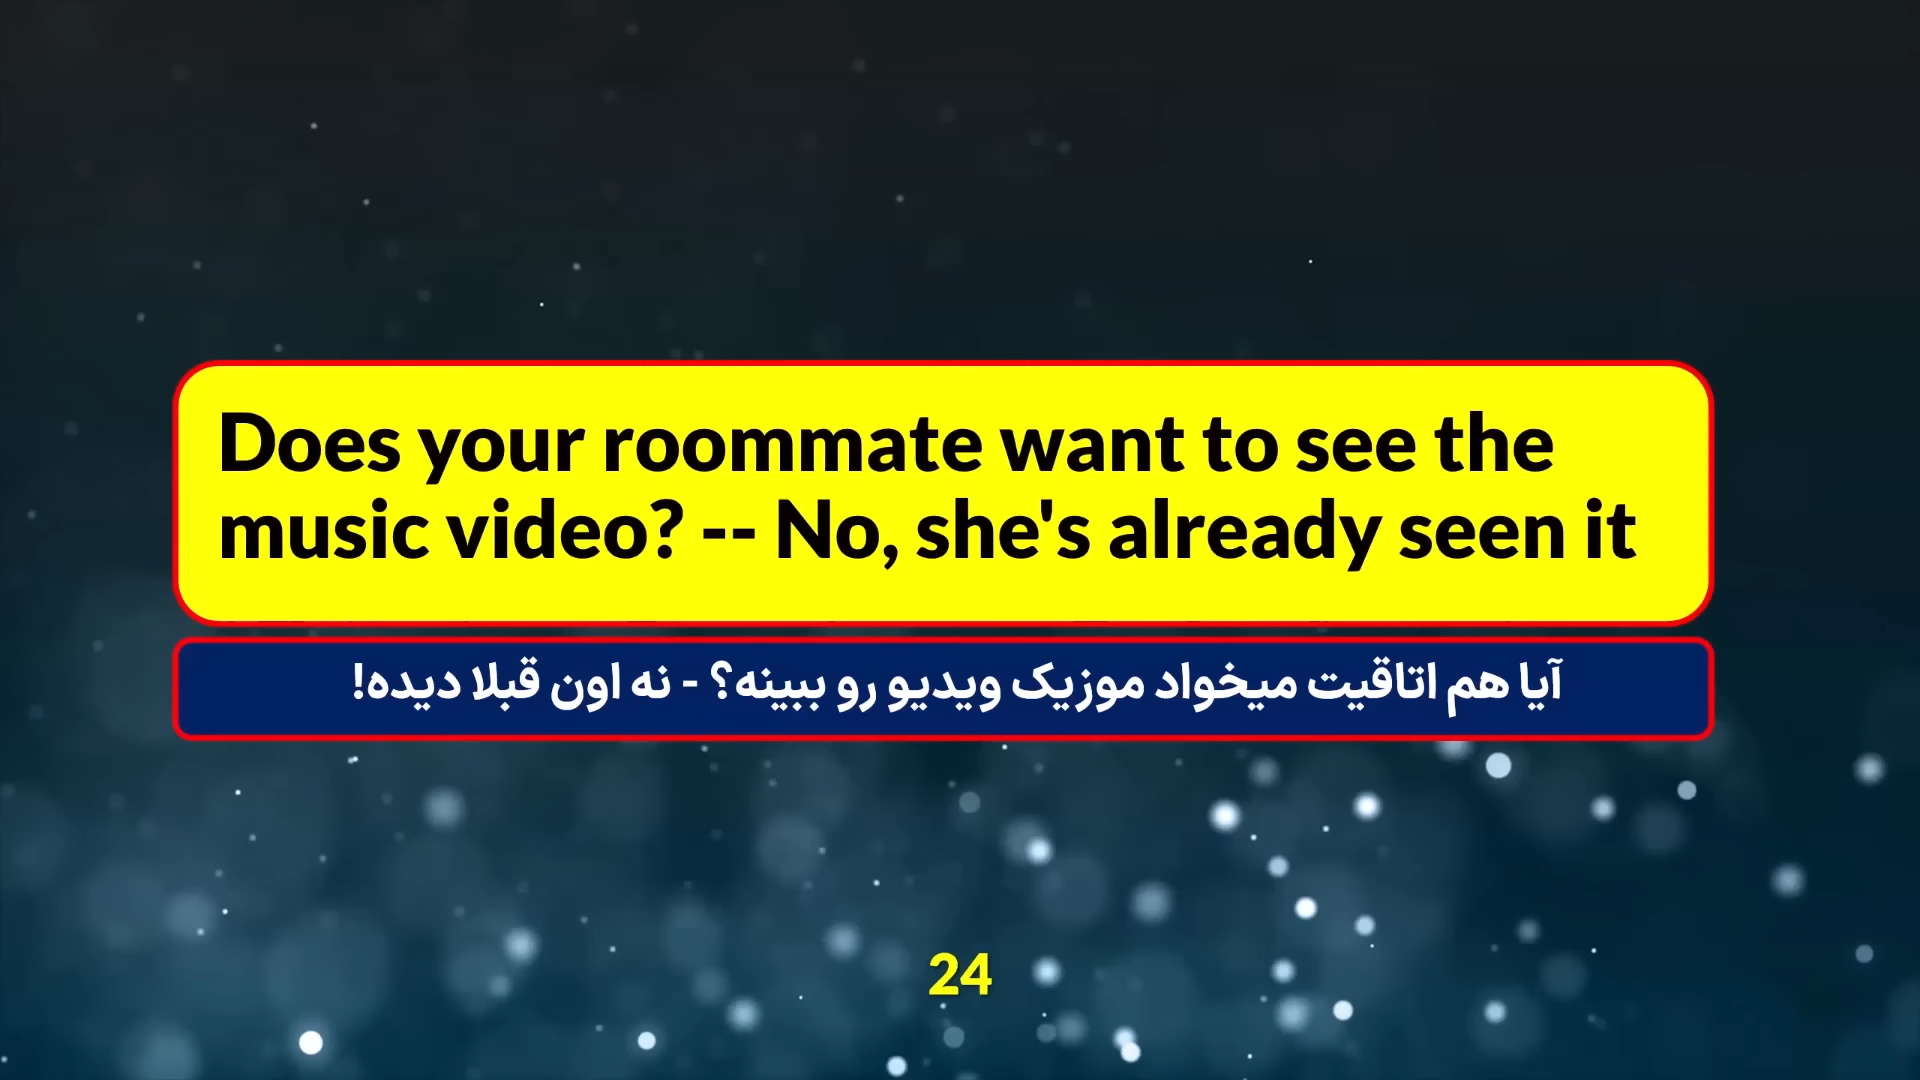 Does your roommate want to see the
music video? -- No, she's already seen it
آیا هم اتاقیت میخواد موزیک ویدیو رو ببینه؟ - نه اون قبلا دیده!
24